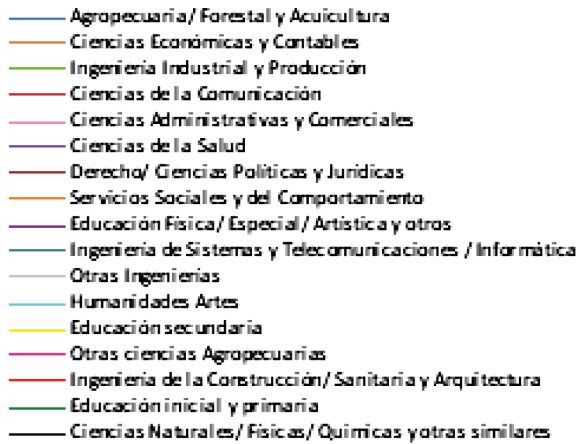 Agropecuaria/ Forestal y Acuicultura
Ciencias Económicas y Contables
Ingeniería Industrial y Producción
Ciencias de la Comunicación
Ciencias Administrativas y Comerciales
Ciencias de la Salud
Derecho/ Ciencias Políticas y Jurídicas
Servicios Sociales y del Comportamiento
Educación Física/ Especial/ Artística y otros
Ingeniería de Sistemas y Telecomunicaciones / Informática
Otras Ingenierías
Humanidades Artes
Educación secundaria
Otras ciencias Agropecuarias
Ingeniería de la Construcción/ Sanitaria y Arquitectura
Educación inicial y primaria
Ciencias Naturales/ Físicas/ Químicas y otras similares